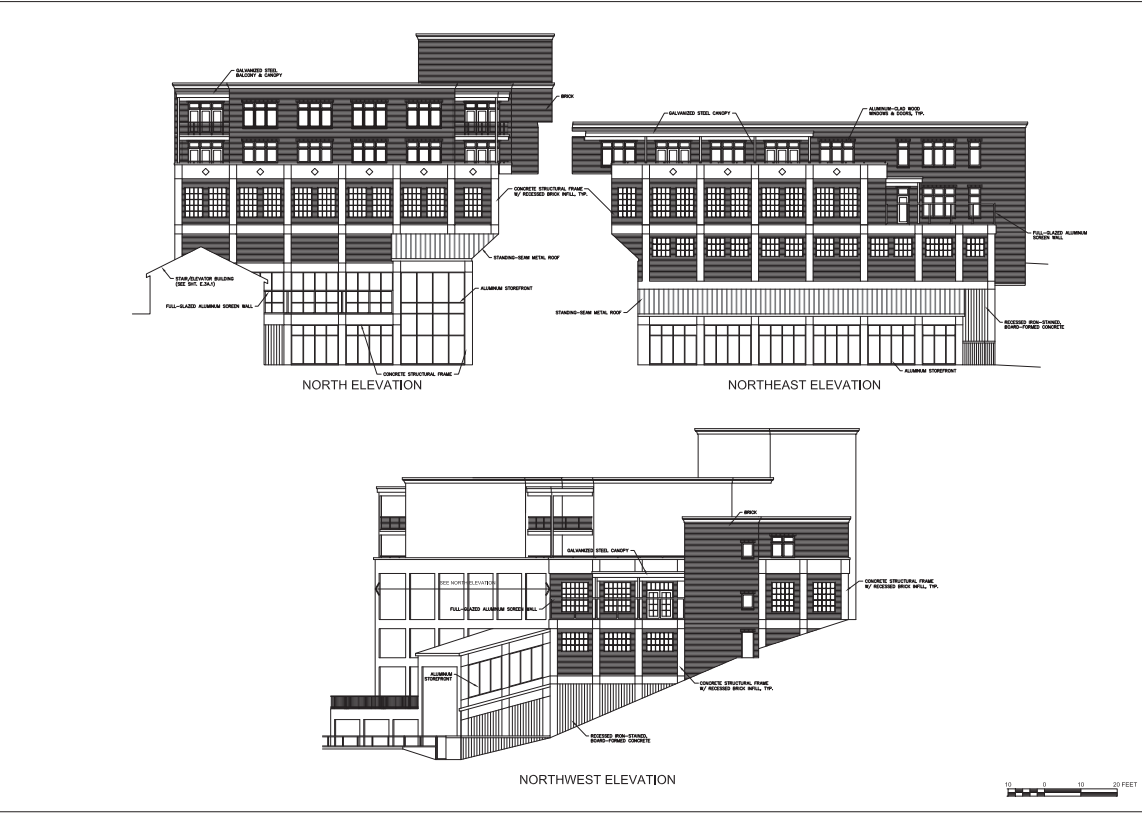 GALVANIZED STEEL
BALCONY & CANOPY
BRICK
CONCRETE STRUCTURAL FRAME
W/ RECESSED BRICK INFILL, TYP.
STANDING-SEAM METAL ROOF
STAIR/ELEVATOR BUILDING
(SEE SHT. E.3A.1)
FULL-GLAZED ALUMINUM SCREEN WALL
ALUMINUM STOREFRONT
CONCRETE STRUCTURAL FRAME
NORTH ELEVATION
GALVANIZED STEEL CANOPY
ALUMINUM-CLAD WOOD
WINDOWS & DOORS, TYP.
FULL-GLAZED ALUMINUM
SCREEN WALL
STANDING-SEAM METAL ROOF
RECESSED IRON-STAINED,
BOARD-FORMED CONCRETE
ALUMINUM STOREFRONT
NORTHEAST ELEVATION
BRICK
GALVANIZED STEEL CANOPY
SEE NORTH ELEVATION
FULL-GLAZED ALUMINUM SCREEN WALL
CONCRETE STRUCTURAL FRAME
W/ RECESSED BRICK INFILL, TYP.
ALUMINUM
STOREFRONT
CONCRETE STRUCTURAL FRAME
W/ RECESSED BRICK INFILL, TYP.
RECESSED IRON-STAINED,
BOARD-FORMED CONCRETE
NORTHWEST ELEVATION
10 0 10 20 FEET